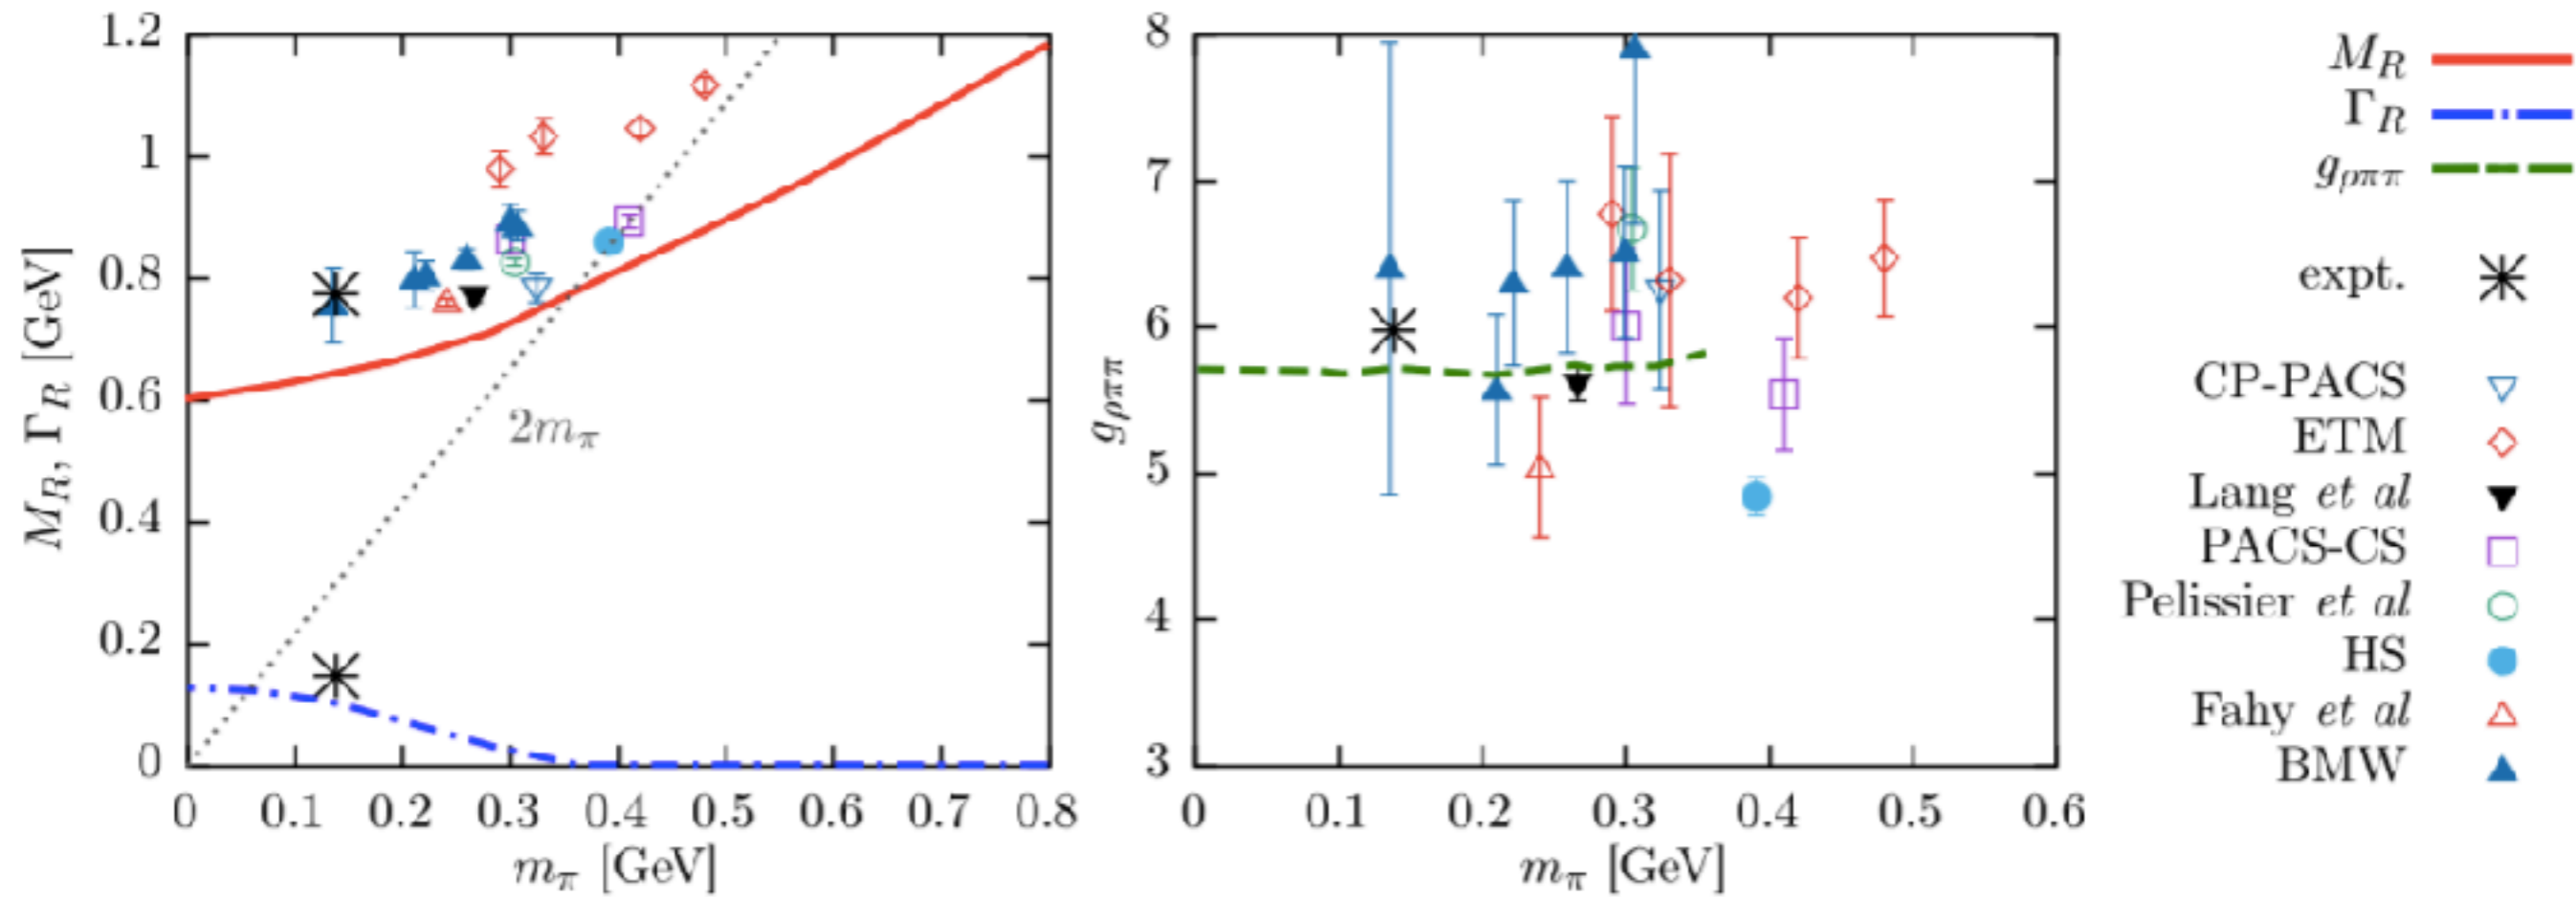 1.2
1
0.8
0.6
0.4
0.2
0
M_R, Γ_R [GeV]
2m_π
0 0.1 0.2 0.3 0.4 0.5 0.6 0.7 0.8
m_π [GeV]
8
7
6
5
4
3
g_ρππ
0 0.1 0.2 0.3 0.4 0.5 0.6
m_π [GeV]
M_R
Γ_R
g_ρππ
expt.
CP-PACS
ETM
Lang et al
PACS-CS
Pelissier et al
HS
Fahy et al
BMW